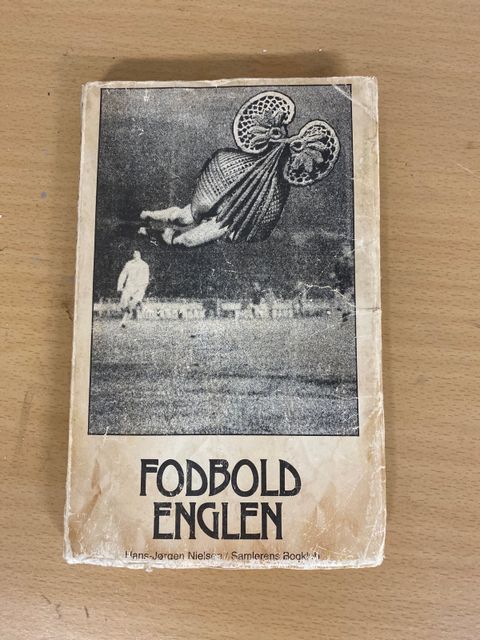 FODBOLD
ENGLEN
Hans-Jørgen Nielsen / Samlerens Bogklub